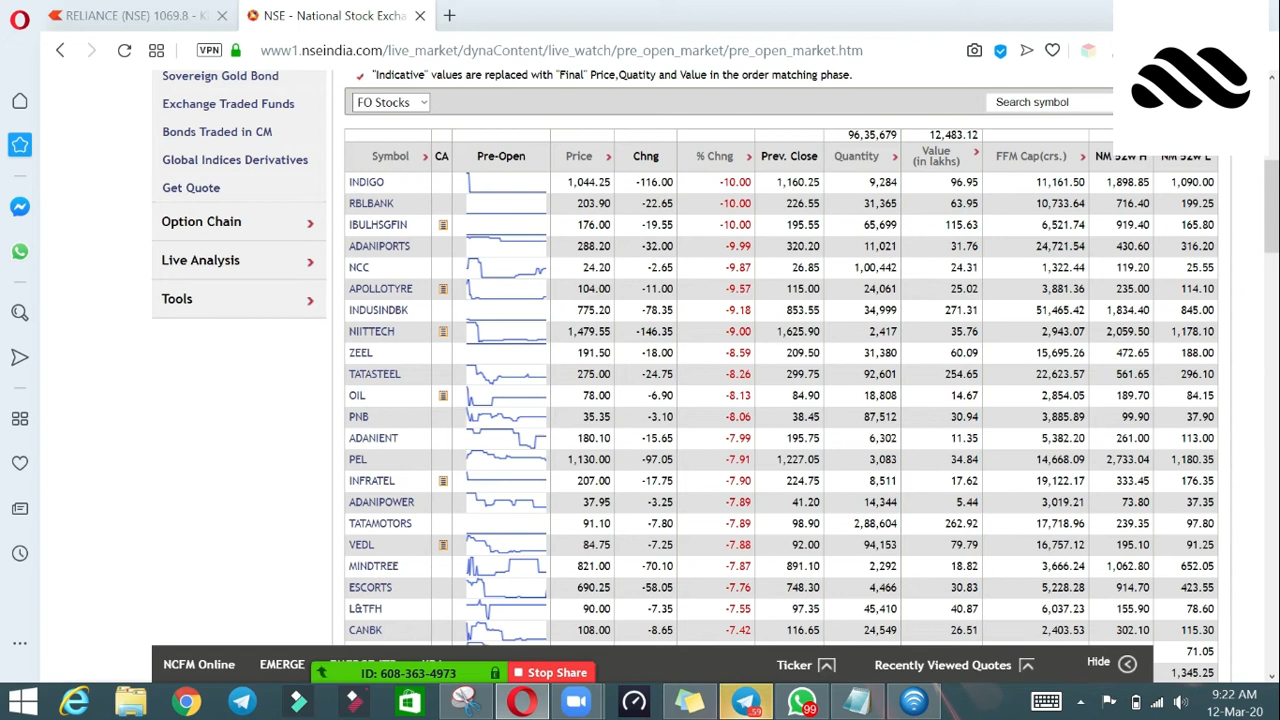 RELIANCE (NSE) 1069.8 - K
NSE - National Stock Excha
VPN
www1.nseindia.com/live_market/dynaContent/live_watch/pre_open_market/pre_open_market.htm
Sovereign Gold Bond
Exchange Traded Funds
Bonds Traded in CM
Global Indices Derivatives
Get Quote
Option Chain
Live Analysis
Tools
"Indicative" values are replaced with "Final" Price,Quatity and Value in the order matching phase.
FO Stocks
Search symbol
96,35,679 12,483.12
Symbol CA Pre-Open Price Chng % Chng Prev. Close Quantity Value (in lakhs) FFM Cap(crs.) NM 52w H NM 52w L
INDIGO 1,044.25 -116.00 -10.00 1,160.25 9,284 96.95 11,161.50 1,898.85 1,090.00
RBLBANK 203.90 -22.65 -10.00 226.55 31,365 63.95 10,733.64 716.40 199.25
IBULHSGFIN 176.00 -19.55 -10.00 195.55 65,699 115.63 6,521.74 919.40 165.80
ADANIPORTS 288.20 -32.00 -9.99 320.20 11,021 31.76 24,721.54 430.60 316.20
NCC 24.20 -2.65 -9.87 26.85 1,00,442 24.31 1,322.44 119.20 25.55
APOLLOTYRE 104.00 -11.00 -9.57 115.00 24,061 25.02 3,881.36 235.00 114.10
INDUSINDBK 775.20 -78.35 -9.18 853.55 34,999 271.31 51,465.42 1,834.40 845.00
NIITTECH 1,479.55 -146.35 -9.00 1,625.90 2,417 35.76 2,943.07 2,059.50 1,178.10
ZEEL 191.50 -18.00 -8.59 209.50 31,380 60.09 15,695.26 472.65 188.00
TATASTEEL 275.00 -24.75 -8.26 299.75 92,601 254.65 22,623.57 561.65 296.10
OIL 78.00 -6.90 -8.13 84.90 18,808 14.67 2,854.05 189.70 84.15
PNB 35.35 -3.10 -8.06 38.45 87,512 30.94 3,885.89 99.90 37.90
ADANIENT 180.10 -15.65 -7.99 195.75 6,302 11.35 5,382.20 261.00 113.00
PEL 1,130.00 -97.05 -7.91 1,227.05 3,083 34.84 14,668.09 2,733.04 1,180.35
INFRATEL 207.00 -17.75 -7.90 224.75 8,511 17.62 19,122.17 333.45 176.35
ADANIPOWER 37.95 -3.25 -7.89 41.20 14,344 5.44 3,019.21 73.80 37.35
TATAMOTORS 91.10 -7.80 -7.89 98.90 2,88,604 262.92 17,718.96 239.35 97.80
VEDL 84.75 -7.25 -7.88 92.00 94,153 79.79 16,757.12 195.10 91.25
MINDTREE 821.00 -70.10 -7.87 891.10 2,292 18.82 3,666.24 1,062.80 652.05
ESCORTS 690.25 -58.05 -7.76 748.30 4,466 30.83 5,228.28 914.70 423.55
L&TFH 90.00 -7.35 -7.55 97.35 45,410 40.87 6,037.23 155.90 78.60
CANBK 108.00 -8.65 -7.42 116.65 24,549 26.51 2,403.53 302.10 115.30
71.05
1,345.25
NCFM Online EMERGE Ticker Recently Viewed Quotes Hide
ID: 608-363-4973 Stop Share
59
99
9:22 AM
12-Mar-20